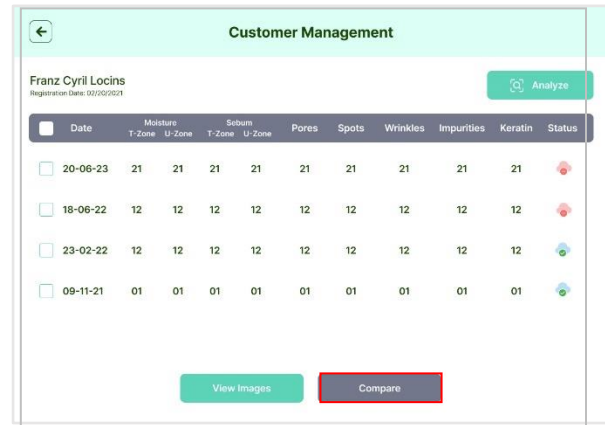 Customer Management
Franz Cyril Locins
Registration Date: 02/20/2021
Analyze
Date Moisture T-Zone U-Zone Sebum T-Zone U-Zone Pores Spots Wrinkles Impurities Keratin Status
20-06-23 21 21 21 21 21 21 21 21 21
18-06-22 12 12 12 12 12 12 12 12 12
23-02-22 12 12 12 12 12 12 12 12 12
09-11-21 01 01 01 01 01 01 01 01 01
View Images Compare